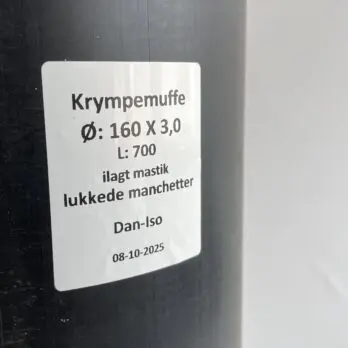 Krympemuffe
Ø: 160 X 3,0
L: 700
ilagt mastik
lukkede manchetter
Dan-Iso
08-10-2025